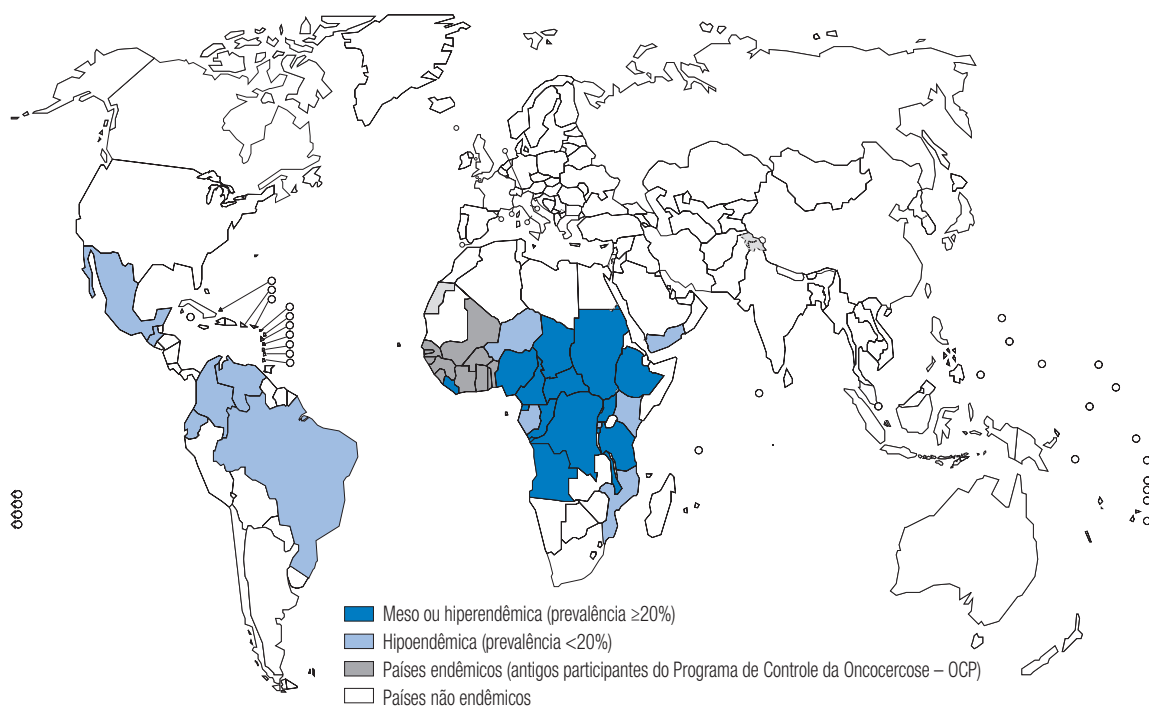 Meso ou hiperendêmica (prevalência ≥20%)
Hipoendêmica (prevalência <20%)
Países endêmicos (antigos participantes do Programa de Controle da Oncocercose – OCP)
Países não endêmicos